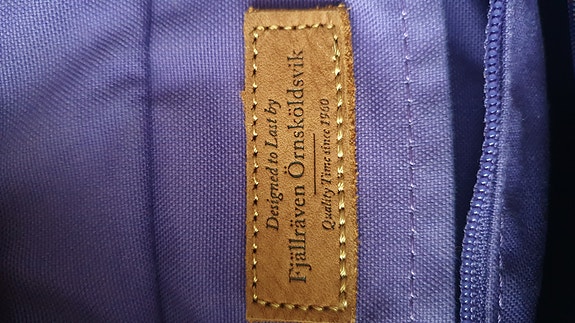 Designed to Last by
Fjällräven Örnsköldsvik
Quality Time since 1960